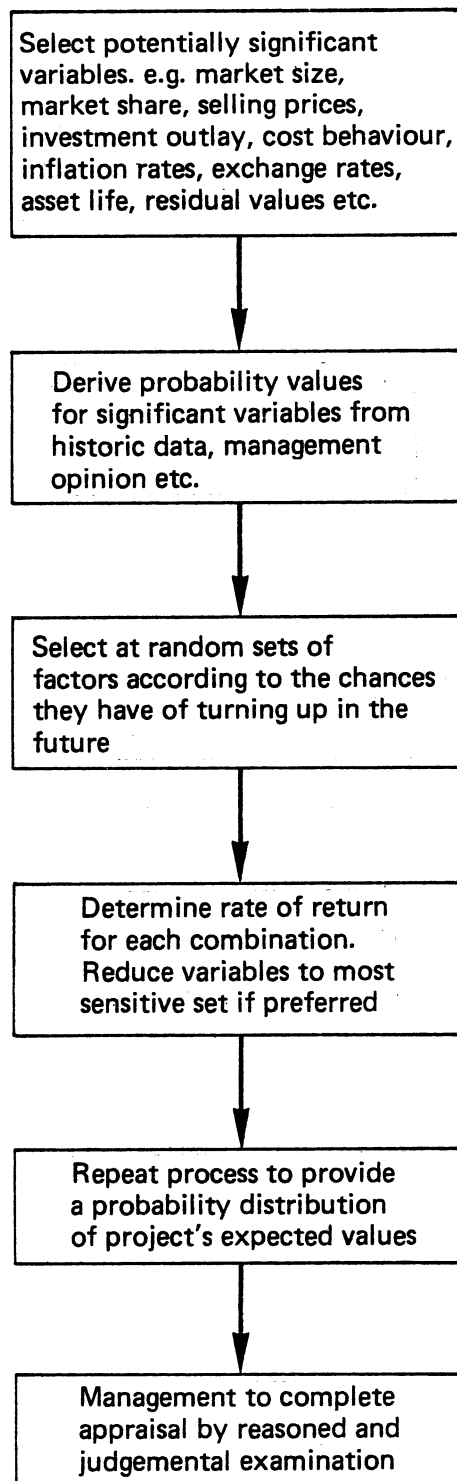 Select potentially significant
variables. e.g. market size,
market share, selling prices,
investment outlay, cost behaviour,
inflation rates, exchange rates,
asset life, residual values etc.
Derive probability values
for significant variables from
historic data, management
opinion etc.
Select at random sets of
factors according to the chances
they have of turning up in the
future
Determine rate of return
for each combination.
Reduce variables to most
sensitive set if preferred
Repeat process to provide
a probability distribution
of project's expected values
Management to complete
appraisal by reasoned and
judgemental examination